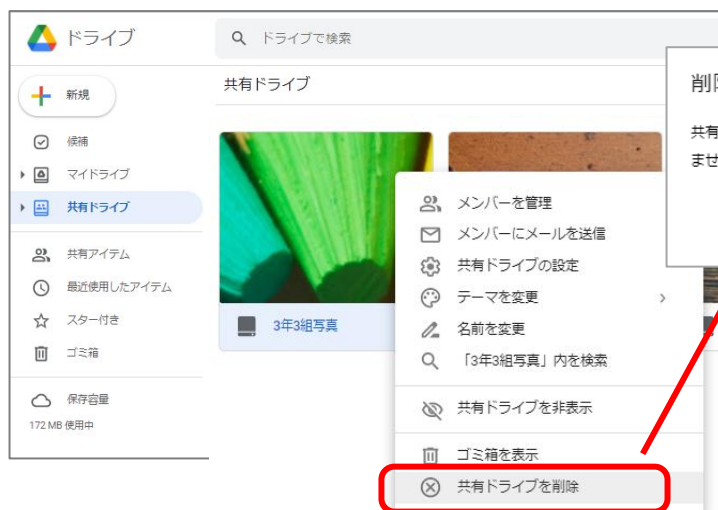 ドライブ
ドライブで検索
新規
候補
マイドライブ
共有ドライブ
共有アイテム
最近使用したアイテム
スター付き
ゴミ箱
保存容量
172 MB 使用中
共有ドライブ
3年3組写真
メンバーを管理
メンバーにメールを送信
共有ドライブの設定
テーマを変更
名前を変更
「3年3組写真」内を検索
共有ドライブを非表示
ゴミ箱を表示
共有ドライブを削除
削
共有
ませ